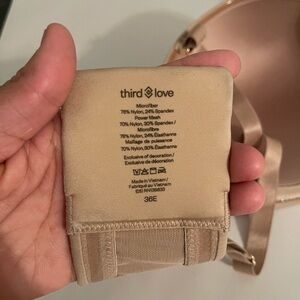 third love
Microfiber
76% Nylon, 24% Spandex
Power Mesh
70% Nylon, 30% Spandex /
Microfibre
76% Nylon, 24% Élasthanne
Maillage de puissance
70% Nylon, 30% Élasthanne
Exclusive of decoration /
Exclusif de décoration
Made in Vietnam /
Fabriqué au Vietnam
36E